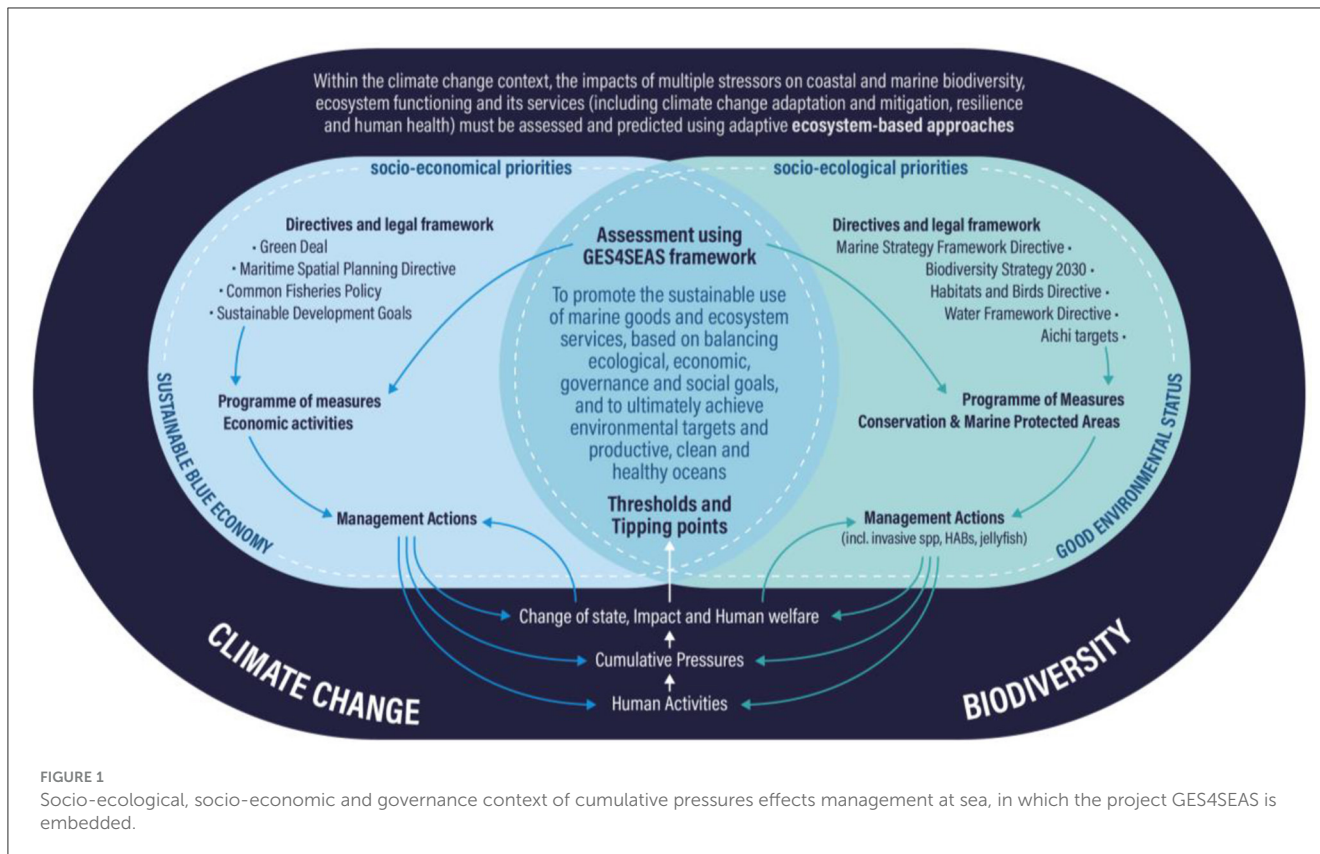 Within the climate change context, the impacts of multiple stressors on coastal and marine biodiversity,
ecosystem functioning and its services (including climate change adaptation and mitigation, resilience
and human health) must be assessed and predicted using adaptive ecosystem-based approaches
socio-economical priorities
Directives and legal framework
· Green Deal
· Maritime Spatial Planning Directive
· Common Fisheries Policy
· Sustainable Development Goals
Programme of measures
Economic activities
Management Actions
SUSTAINABLE BLUE ECONOMY
Assessment using
GES4SEAS framework
To promote the sustainable use
of marine goods and ecosystem
services, based on balancing
ecological, economic,
governance and social goals,
and to ultimately achieve
environmental targets and
productive, clean and
healthy oceans
Thresholds and
Tipping points
socio-ecological priorities
Directives and legal framework
Marine Strategy Framework Directive ·
Biodiversity Strategy 2030 ·
Habitats and Birds Directive ·
Water Framework Directive ·
Aichi targets ·
Programme of Measures
Conservation & Marine Protected Areas
Management Actions
(incl. invasive spp, HABs, jellyfish)
GOOD ENVIRONMENTAL STATUS
Change of state, Impact and Human welfare
Cumulative Pressures
Human Activities
CLIMATE CHANGE
BIODIVERSITY
FIGURE 1
Socio-ecological, socio-economic and governance context of cumulative pressures effects management at sea, in which the project GES4SEAS is
embedded.